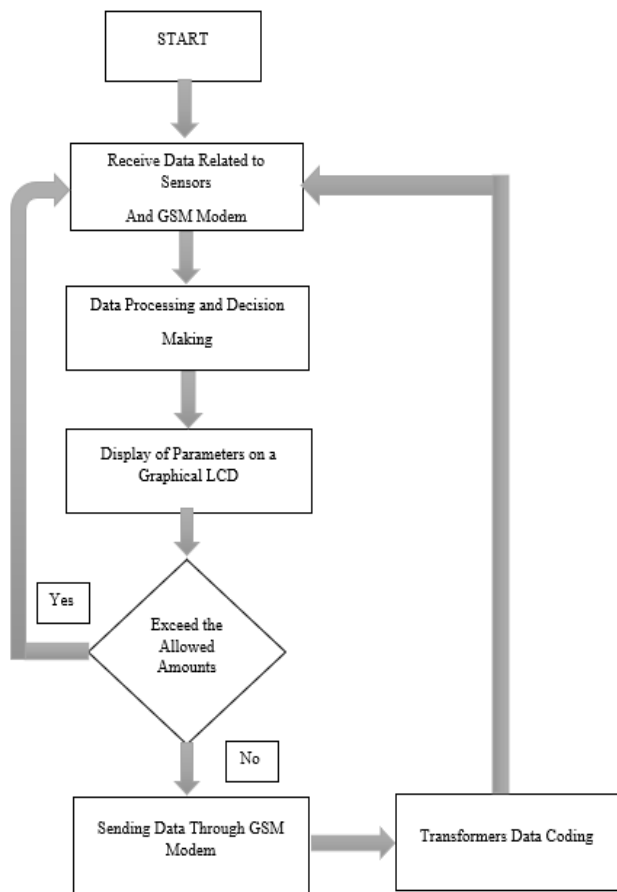 START
Receive Data Related to
Sensors
And GSM Modem
Data Processing and Decision
Making
Display of Parameters on a
Graphical LCD
Yes
Exceed the
Allowed
Amounts
No
Sending Data Through GSM
Modem
Transformers Data Coding